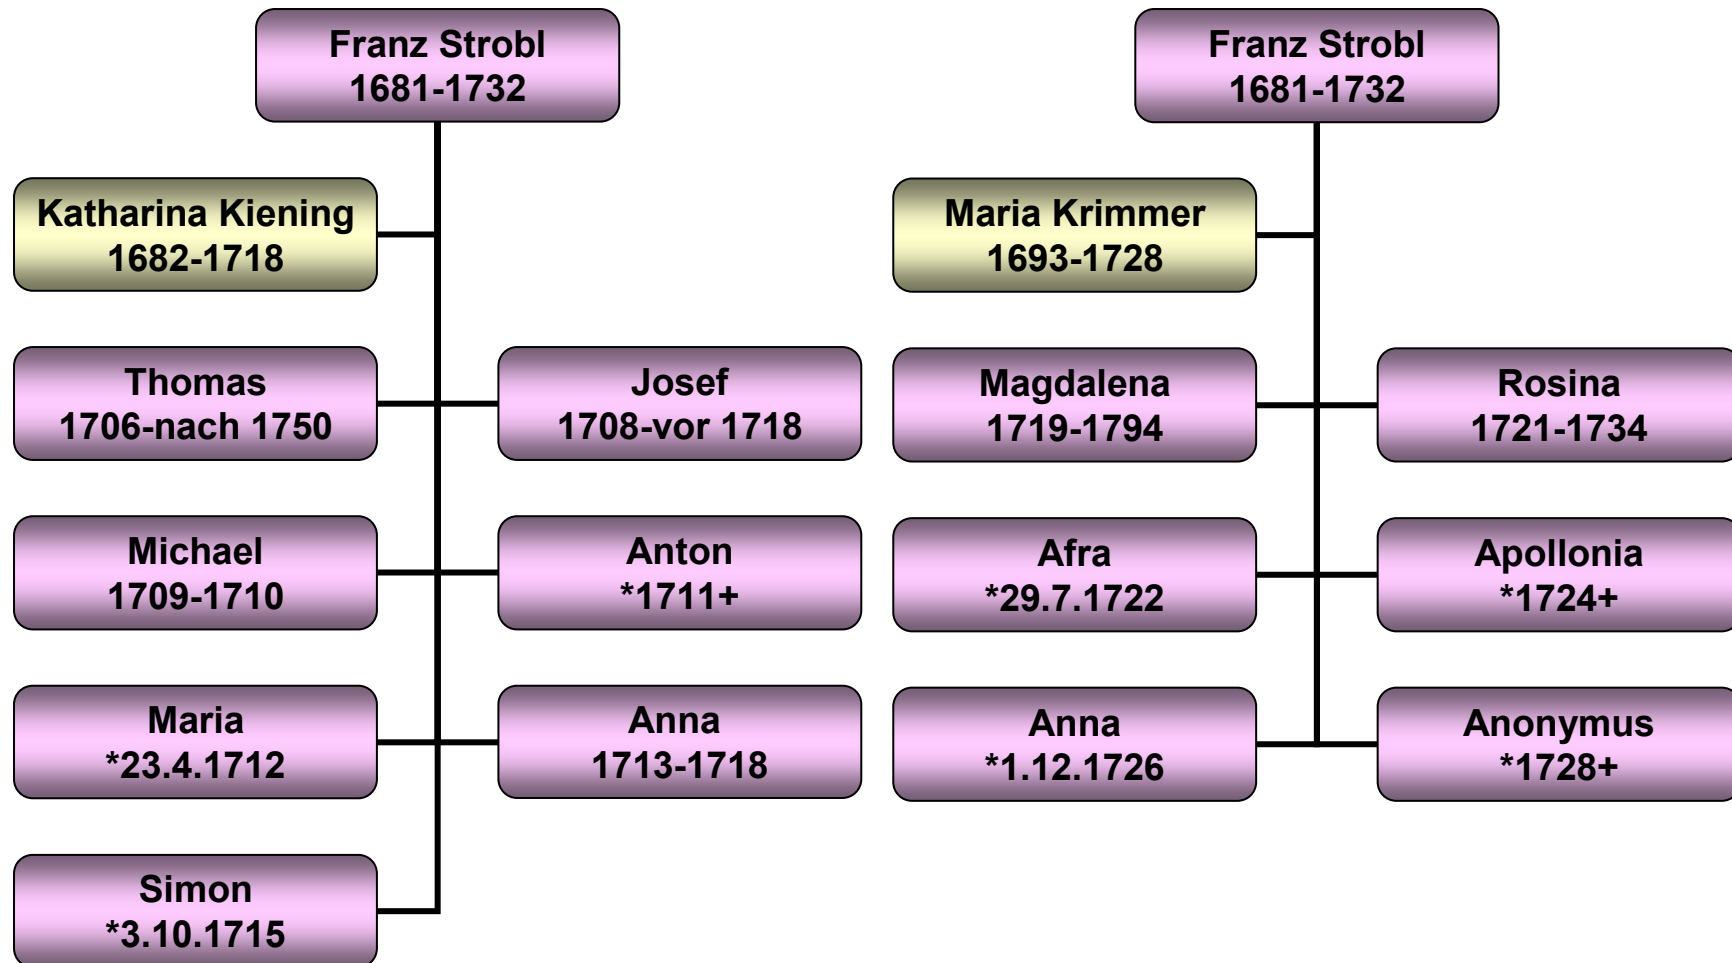 Franz Strobl
1681-1732
Katharina Kiening
1682-1718
Thomas
1706-nach 1750
Josef
1708-vor 1718
Michael
1709-1710
Anton
*1711+
Maria
*23.4.1712
Anna
1713-1718
Simon
*3.10.1715
Franz Strobl
1681-1732
Maria Krimmer
1693-1728
Magdalena
1719-1794
Rosina
1721-1734
Afra
*29.7.1722
Apollonia
*1724+
Anna
*1.12.1726
Anonymus
*1728+